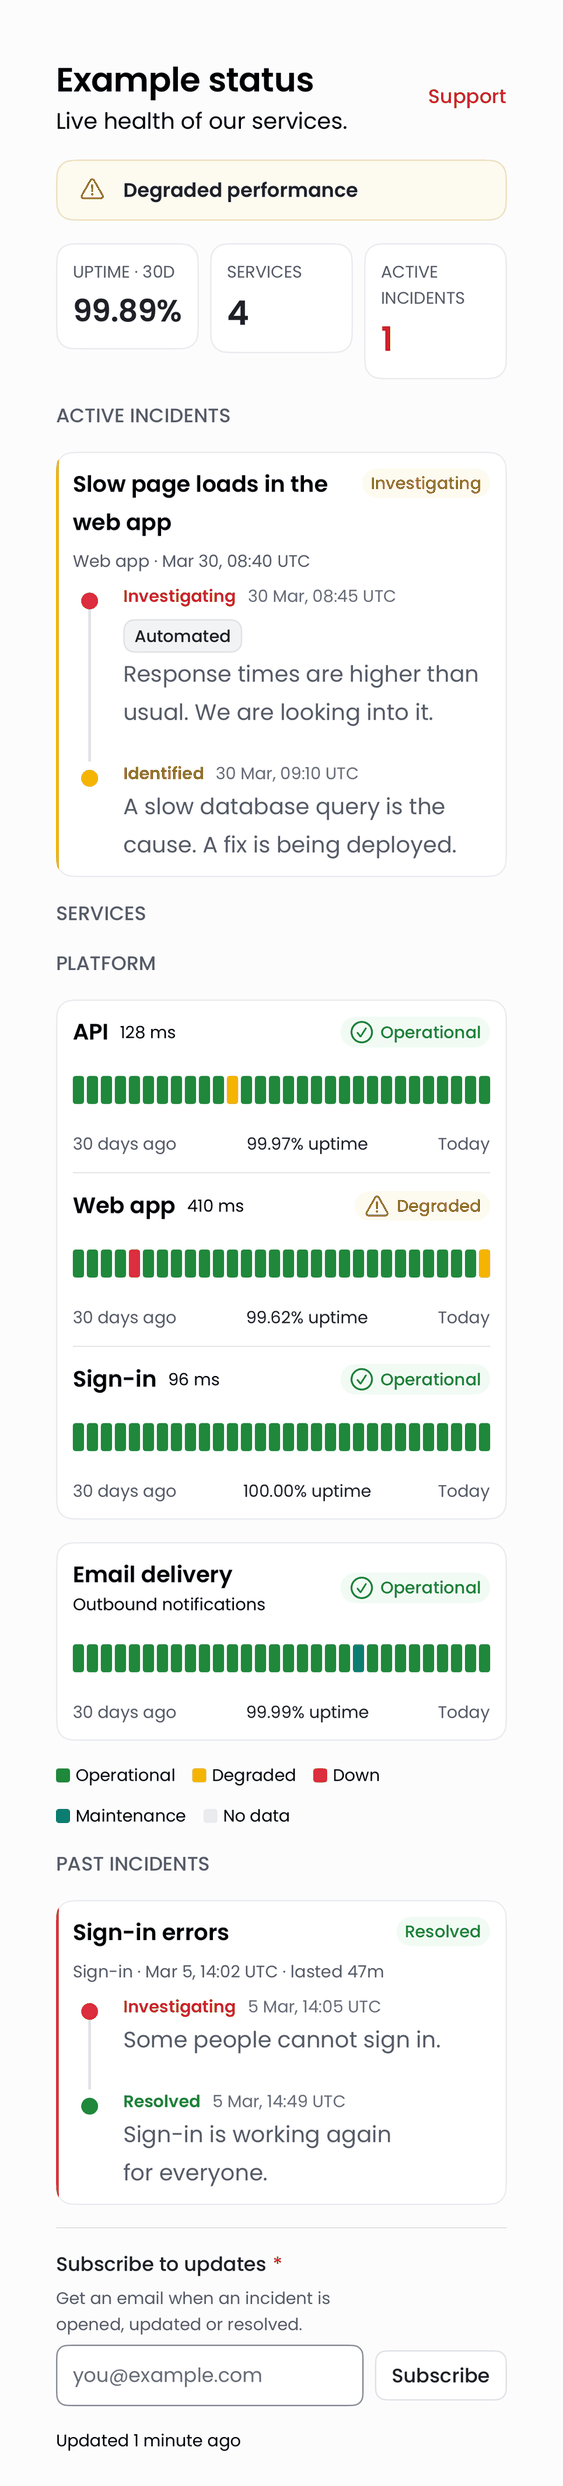 Example status
Support
Live health of our services.
Degraded performance
UPTIME · 30D
99.89%
SERVICES
4
ACTIVE
INCIDENTS
1
ACTIVE INCIDENTS
Slow page loads in the
web app
Investigating
Web app · Mar 30, 08:40 UTC
Investigating 30 Mar, 08:45 UTC
Automated
Response times are higher than
usual. We are looking into it.
Identified 30 Mar, 09:10 UTC
A slow database query is the
cause. A fix is being deployed.
SERVICES
PLATFORM
API 128 ms
Operational
30 days ago 99.97% uptime Today
Web app 410 ms
Degraded
30 days ago 99.62% uptime Today
Sign-in 96 ms
Operational
30 days ago 100.00% uptime Today
Email delivery
Outbound notifications
Operational
30 days ago 99.99% uptime Today
Operational Degraded Down
Maintenance No data
PAST INCIDENTS
Sign-in errors
Resolved
Sign-in · Mar 5, 14:02 UTC · lasted 47m
Investigating 5 Mar, 14:05 UTC
Some people cannot sign in.
Resolved 5 Mar, 14:49 UTC
Sign-in is working again
for everyone.
Subscribe to updates *
Get an email when an incident is
opened, updated or resolved.
you@example.com
Subscribe
Updated 1 minute ago